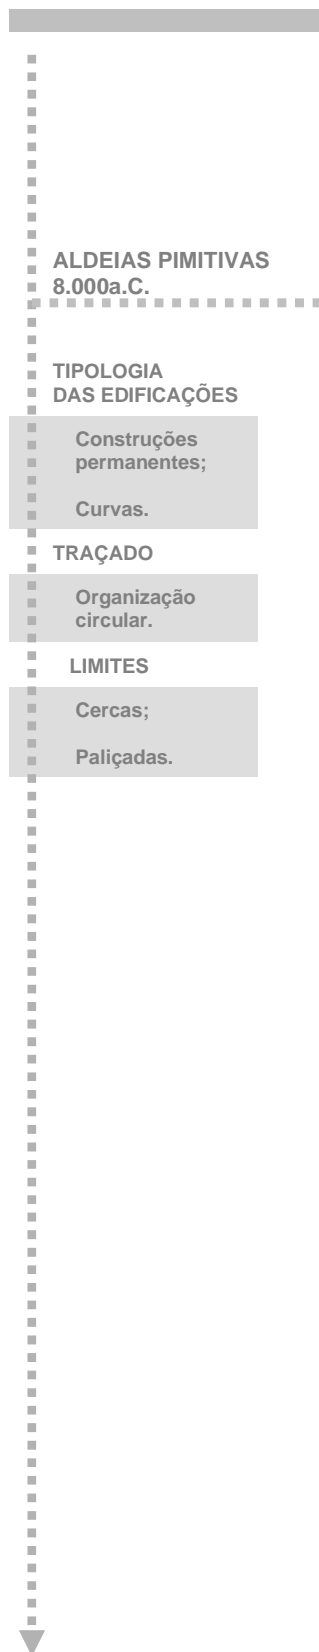 ALDEIAS PIMITIVAS
8.000a.C.
TIPOLOGIA
DAS EDIFICAÇÕES
Construções
permanentes;
Curvas.
TRAÇADO
Organização
circular.
LIMITES
Cercas;
Paliçadas.